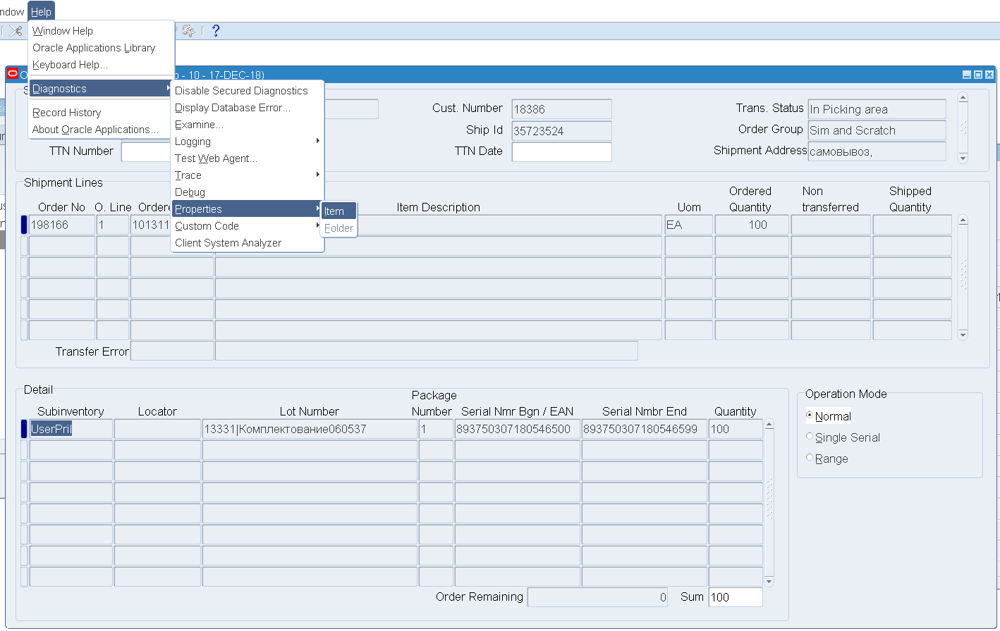 ndow Help
Window Help
Oracle Applications Library
Keyboard Help...
Diagnostics
Record History
About Oracle Applications...
Disable Secured Diagnostics
Display Database Error...
Examine...
Logging
Test Web Agent...
Trace
Debug
Properties
Custom Code
Client System Analyzer
Item
Folder
- 10 - 17-DEC-18)
Cust. Number 18386
Trans. Status In Picking area
Ship Id 35723524
Order Group Sim and Scratch
TTN Number
TTN Date
Shipment Address самовывоз,
Shipment Lines
Order No O. Line Item Description Uom Ordered Quantity Non transferred Shipped Quantity
198166 1 101311 EA 100
Transfer Error
Detail
Subinventory Locator Lot Number Package Number Serial Nmr Bgn / EAN Serial Nmbr End Quantity
UserPril 13331|Комплектование060537 1 893750307180546500 893750307180546599 100
Order Remaining 0 Sum 100
Operation Mode
Normal
Single Serial
Range